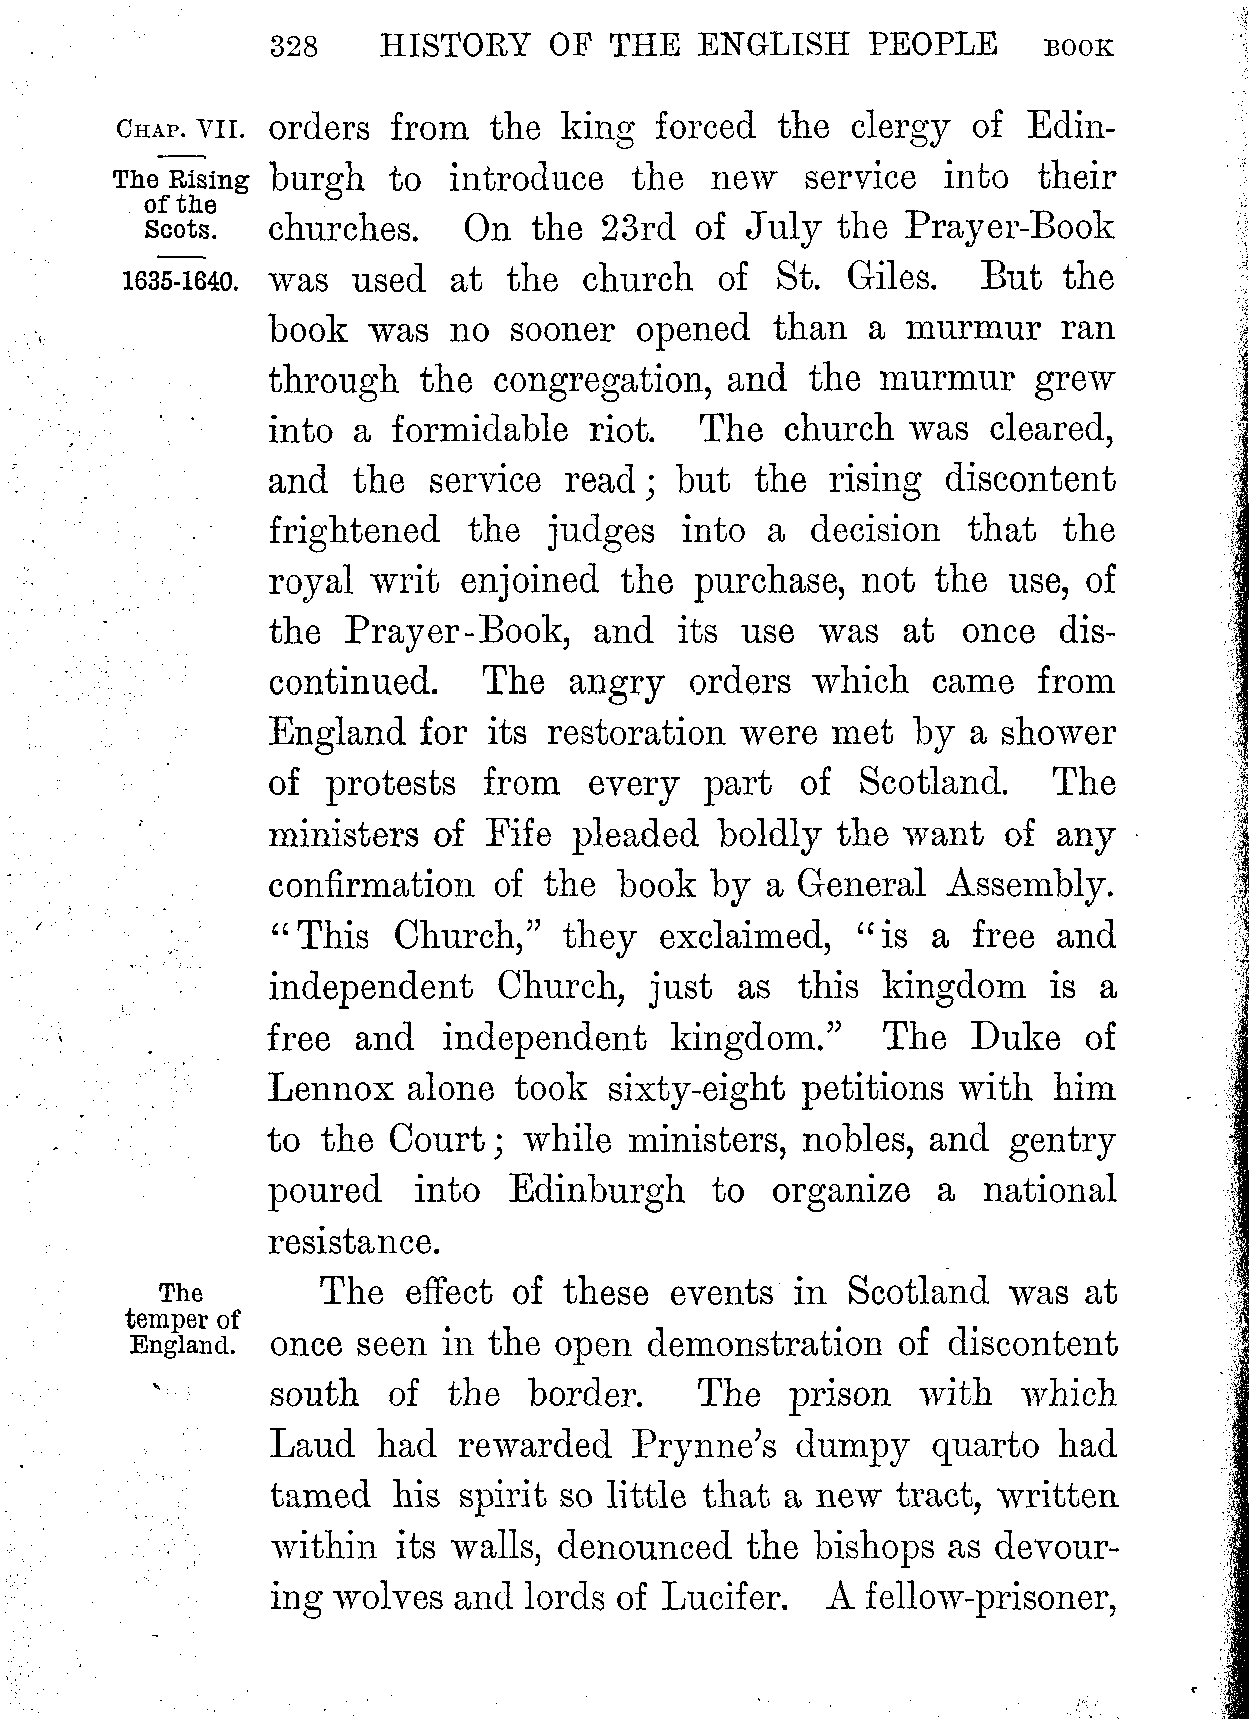 328 HISTORY OF THE ENGLISH PEOPLE BOOK
CHAP. VII.
The Rising
of the
Scots.
1635-1640.
orders from the king forced the clergy of Edin-
burgh to introduce the new service into their
churches. On the 23rd of July the Prayer-Book
was used at the church of St. Giles. But the
book was no sooner opened than a murmur ran
through the congregation, and the murmur grew
into a formidable riot. The church was cleared,
and the service read; but the rising discontent
frightened the judges into a decision that the
royal writ enjoined the purchase, not the use, of
the Prayer-Book, and its use was at once dis-
continued. The angry orders which came from
England for its restoration were met by a shower
of protests from every part of Scotland. The
ministers of Fife pleaded boldly the want of any
confirmation of the book by a General Assembly.
"This Church," they exclaimed, "is a free and
independent Church, just as this kingdom is a
free and independent kingdom." The Duke of
Lennox alone took sixty-eight petitions with him
to the Court; while ministers, nobles, and gentry
poured into Edinburgh to organize a national
resistance.
The
temper of
England.
The effect of these events in Scotland was at
once seen in the open demonstration of discontent
south of the border. The prison with which
Laud had rewarded Prynne's dumpy quarto had
tamed his spirit so little that a new tract, written
within its walls, denounced the bishops as devour-
ing wolves and lords of Lucifer. A fellow-prisoner,